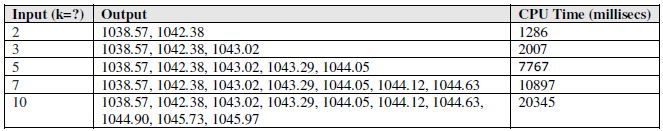 Input (k=?) Output CPU Time (millisecs)
2 1038.57, 1042.38 1286
3 1038.57, 1042.38, 1043.02 2007
5 1038.57, 1042.38, 1043.02, 1043.29, 1044.05 7767
7 1038.57, 1042.38, 1043.02, 1043.29, 1044.05, 1044.12, 1044.63 10897
10 1038.57, 1042.38, 1043.02, 1043.29, 1044.05, 1044.12, 1044.63, 20345
1044.90, 1045.73, 1045.97